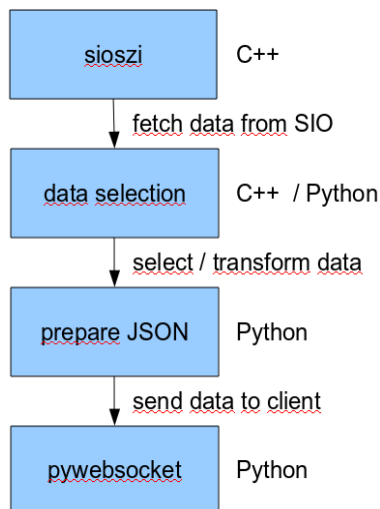 sioszi C++
fetch data from SIO
data selection C++ / Python
select / transform data
prepare JSON Python
send data to client
pywebsocket Python